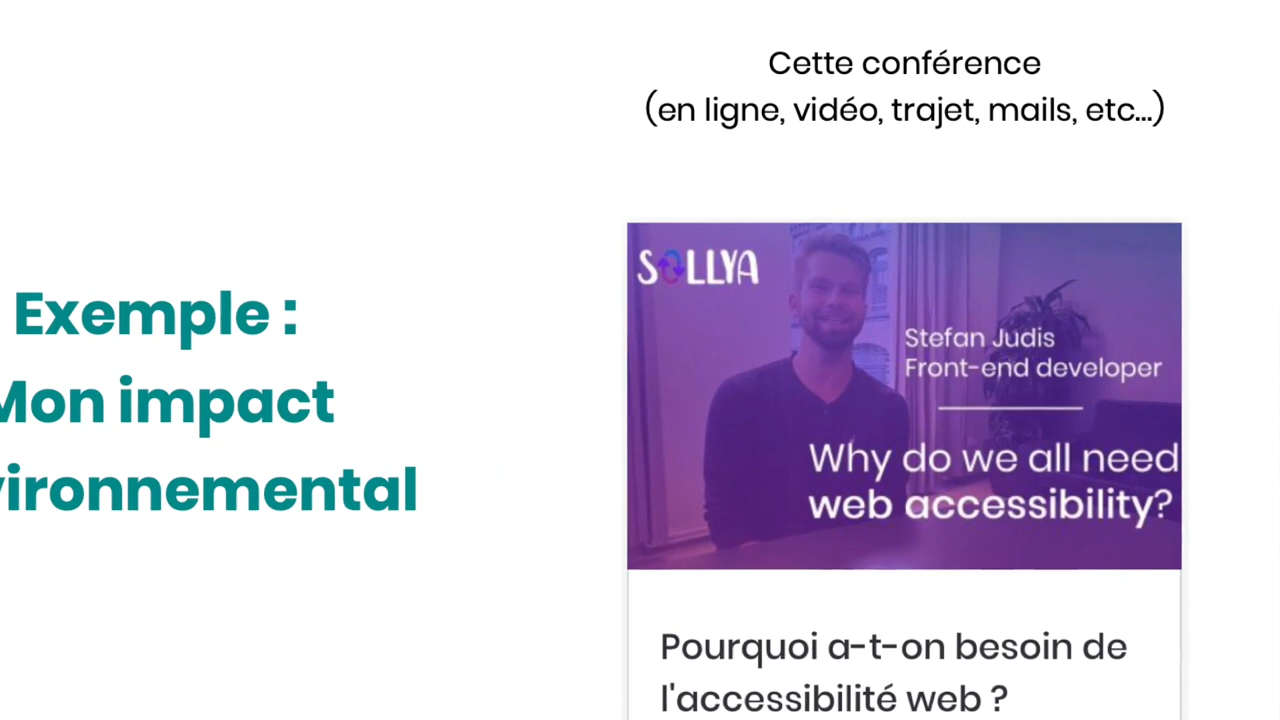 Cette conférence
(en ligne, vidéo, trajet, mails, etc...)
Exemple :
Mon impact
vironnemental
SOLLYA
Stefan Judis
Front-end developer
Why do we all need
web accessibility?
Pourquoi a-t-on besoin de
l'accessibilité web ?